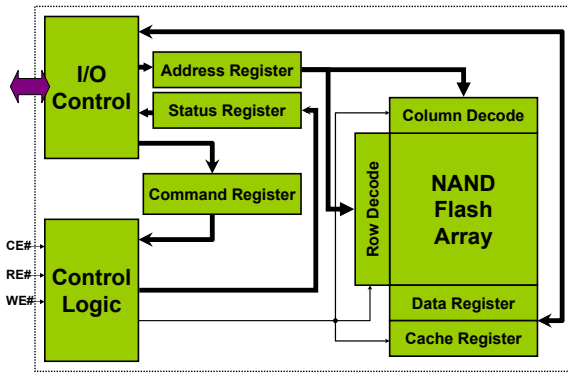 I/O
Control
Address Register
Status Register
Column Decode
Command Register
Row Decode
NAND
Flash
Array
CE#
RE#
WE#
Control
Logic
Data Register
Cache Register